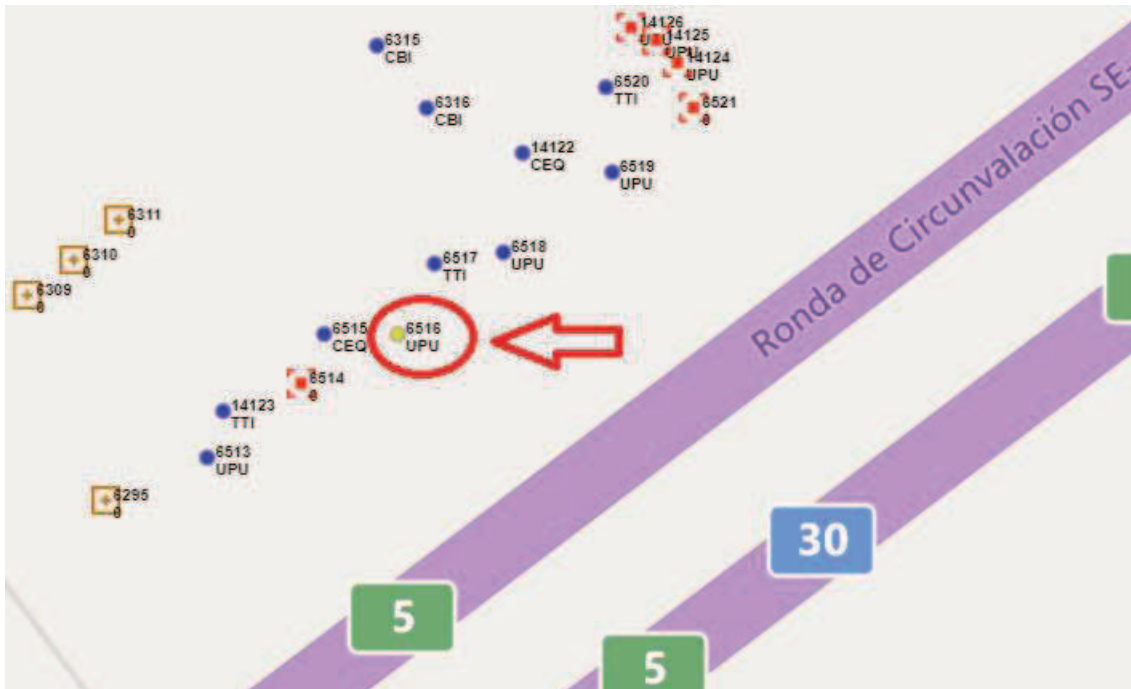 6315
CBI
6316
CBI
14126
UPU
14125
UPU
14124
UPU
6520
TTI
6521
0
14122
CEQ
6519
UPU
6311
0
6310
0
6309
0
6518
UPU
6517
TTI
6515
CEQ
6516
UPU
6514
0
14123
TTI
6513
UPU
6295
0
Ronda de Circunvalación SE-
30
5
5